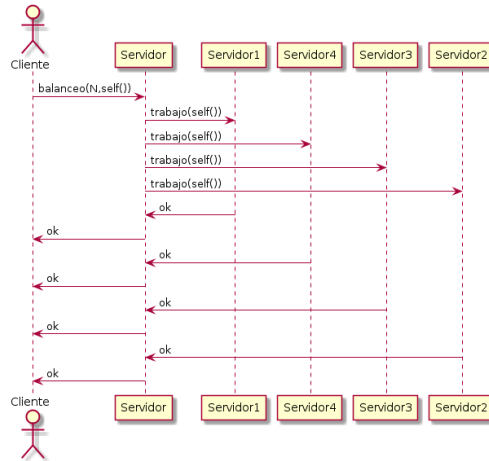 Cliente
Servidor Servidor1 Servidor4 Servidor3 Servidor2
balanceo(N,self())
trabajo(self())
trabajo(self())
trabajo(self())
trabajo(self())
ok
ok
ok
ok
ok
ok
ok
ok
Cliente
Servidor Servidor1 Servidor4 Servidor3 Servidor2